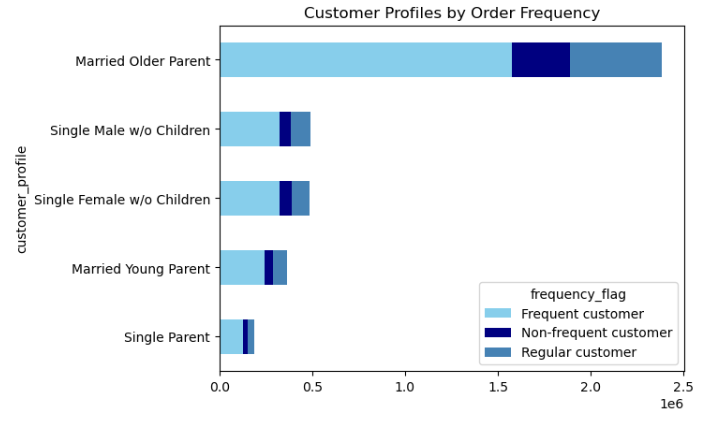 Customer Profiles by Order Frequency
customer_profile
Married Older Parent
Single Male w/o Children
Single Female w/o Children
Married Young Parent
Single Parent
frequency_flag
Frequent customer
Non-frequent customer
Regular customer
0.0 0.5 1.0 1.5 2.0 2.5
1e6